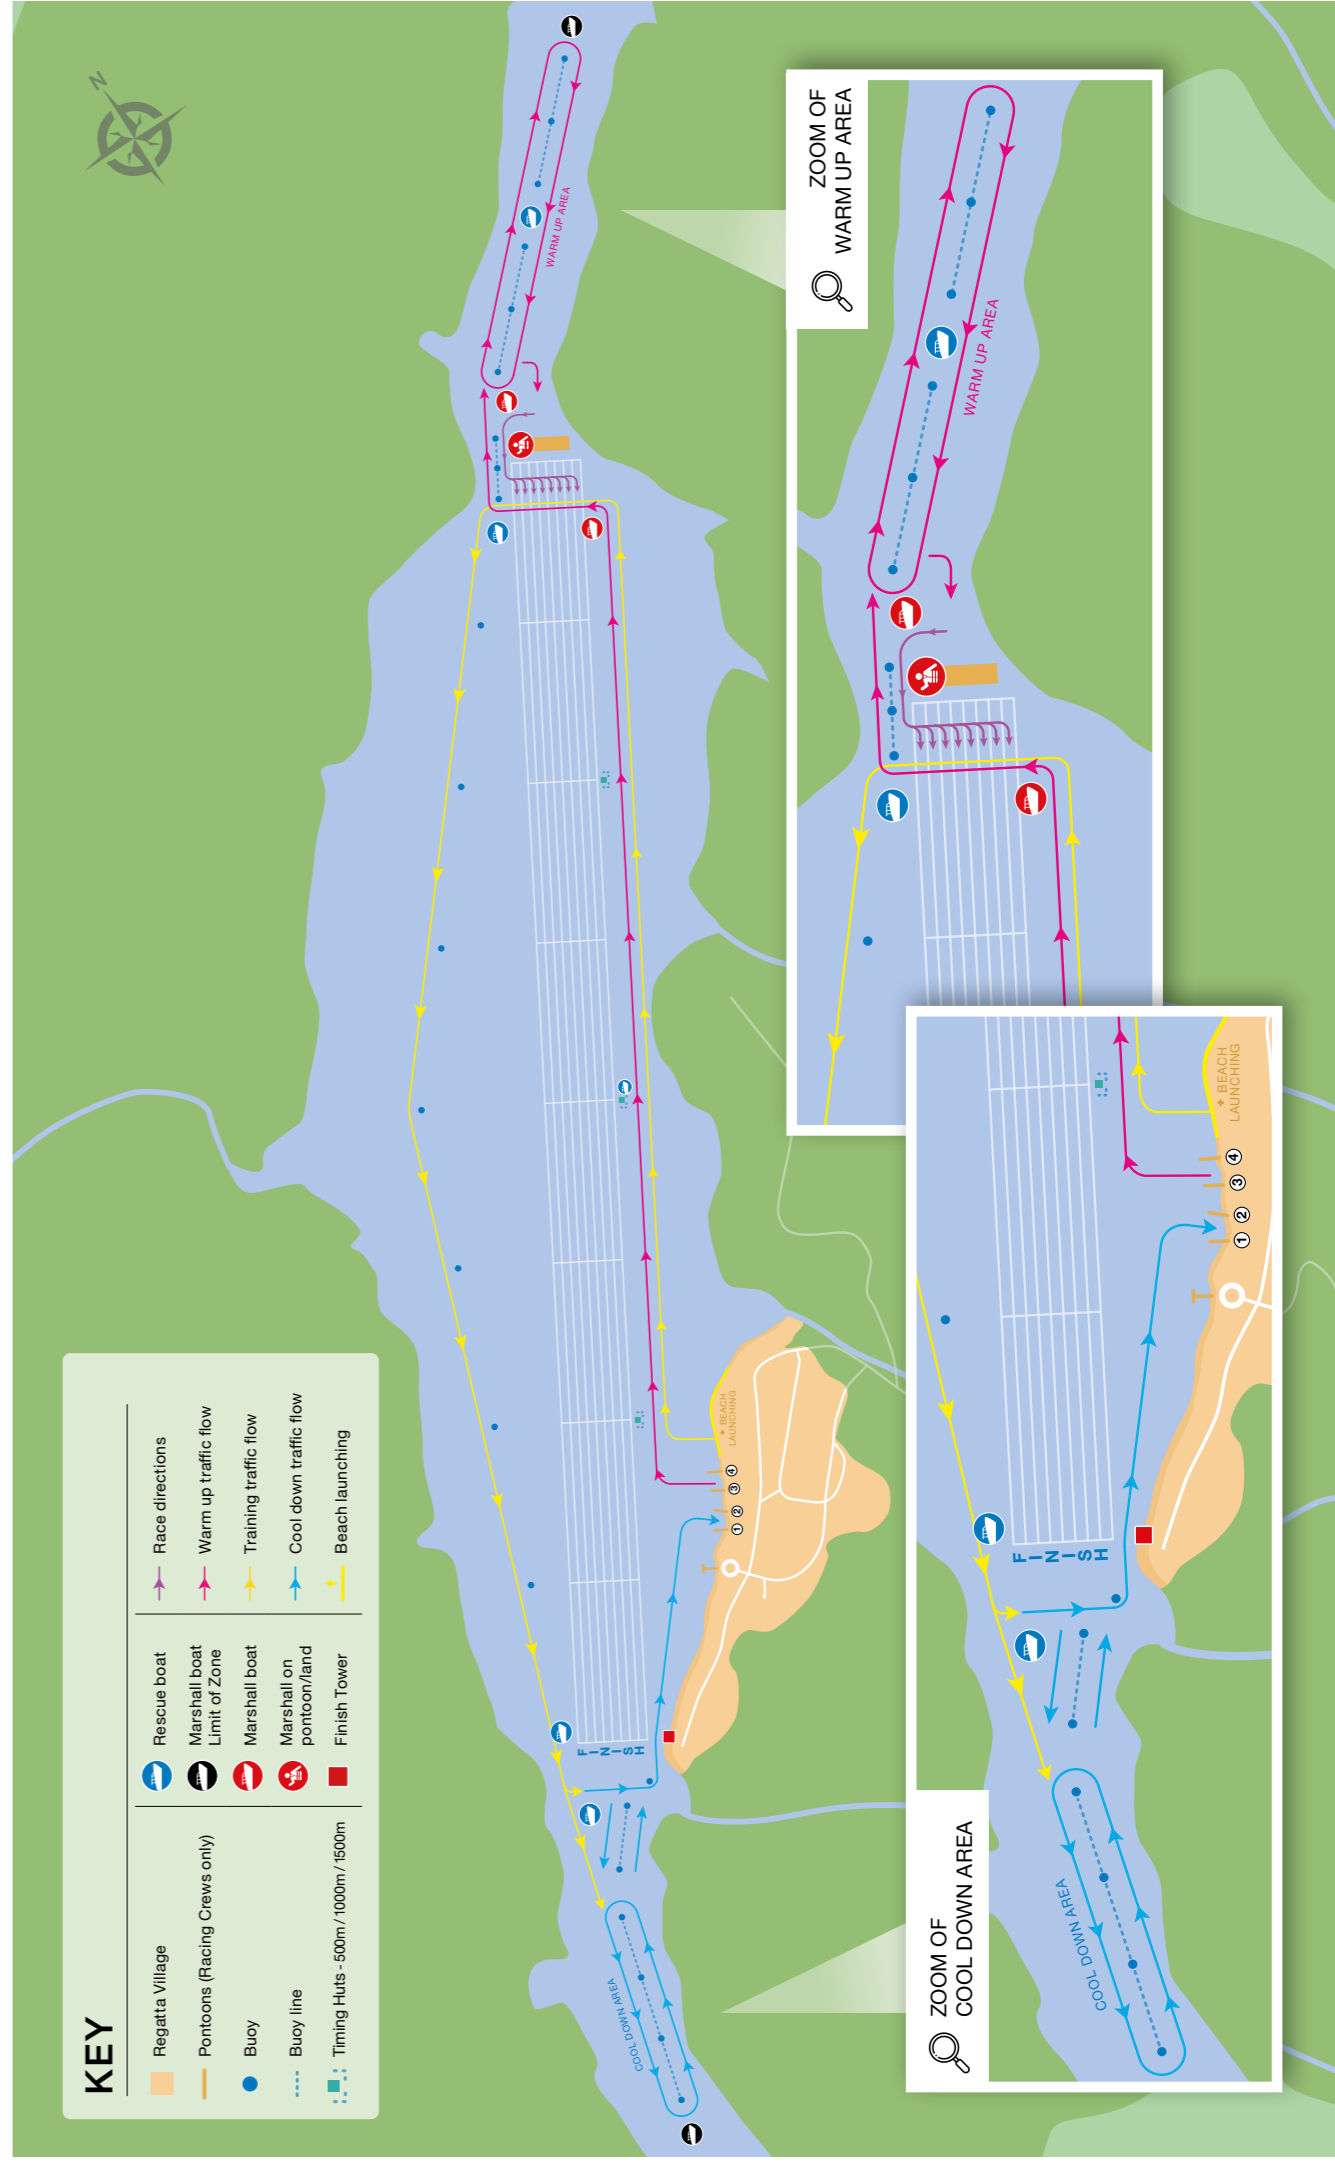 KEY
Regatta Village
Pontoons (Racing Crews only)
Buoy
Buoy line
Timing Huts - 500m / 1000m / 1500m
Rescue boat
Marshall boat
Limit of Zone
Marshall boat
Marshall on
pontoon/land
Finish Tower
Race directions
Warm up traffic flow
Training traffic flow
Cool down traffic flow
Beach launching
N
WARM UP AREA
COOL DOWN AREA
FINISH
1
2
3
4
BEACH
LAUNCHING
ZOOM OF
WARM UP AREA
WARM UP AREA
ZOOM OF
COOL DOWN AREA
COOL DOWN AREA
FINISH
1
2
3
4
BEACH
LAUNCHING